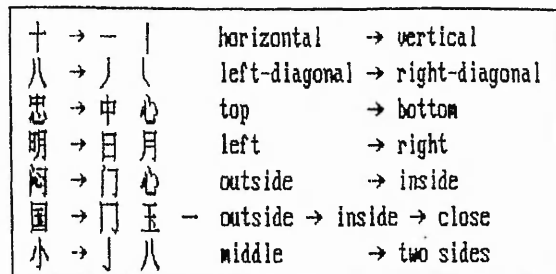 十 → 一 丨 horizontal → vertical
八 → 丿 ㇏ left-diagonal → right-diagonal
忠 → 中 心 top → bottom
明 → 日 月 left → right
闷 → 门 心 outside → inside
国 → 冂 玉 一 outside → inside → close
小 → 亅 八 middle → two sides